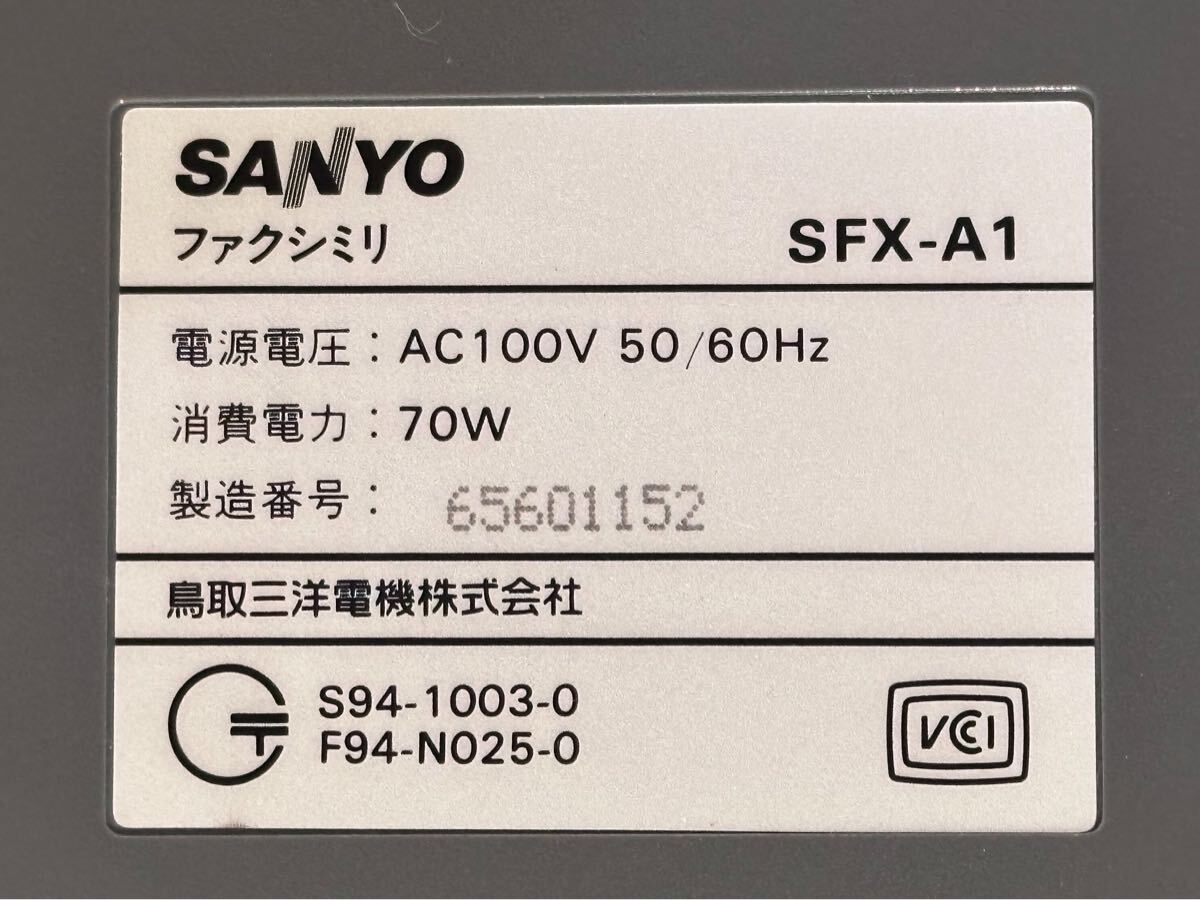 SANYO
ファクシミリ SFX-A1
電源電圧：AC100V 50/60Hz
消費電力：70W
製造番号： 65601152
鳥取三洋電機株式会社
S94-1003-0
F94-N025-0
VCCI